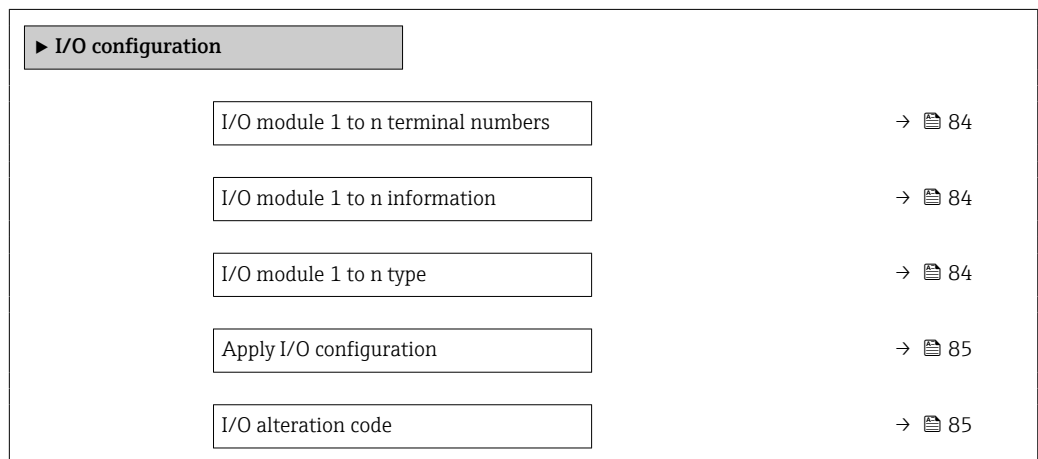 ► I/O configuration
I/O module 1 to n terminal numbers → 84
I/O module 1 to n information → 84
I/O module 1 to n type → 84
Apply I/O configuration → 85
I/O alteration code → 85